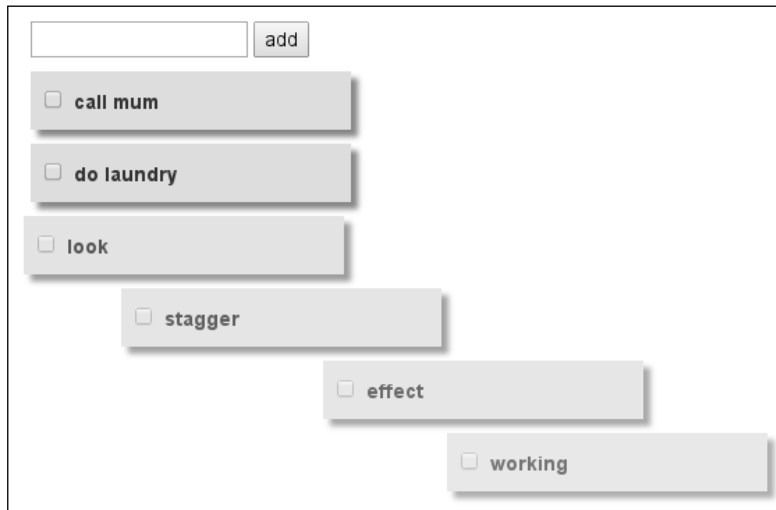 add
call mum
do laundry
look
stagger
effect
working